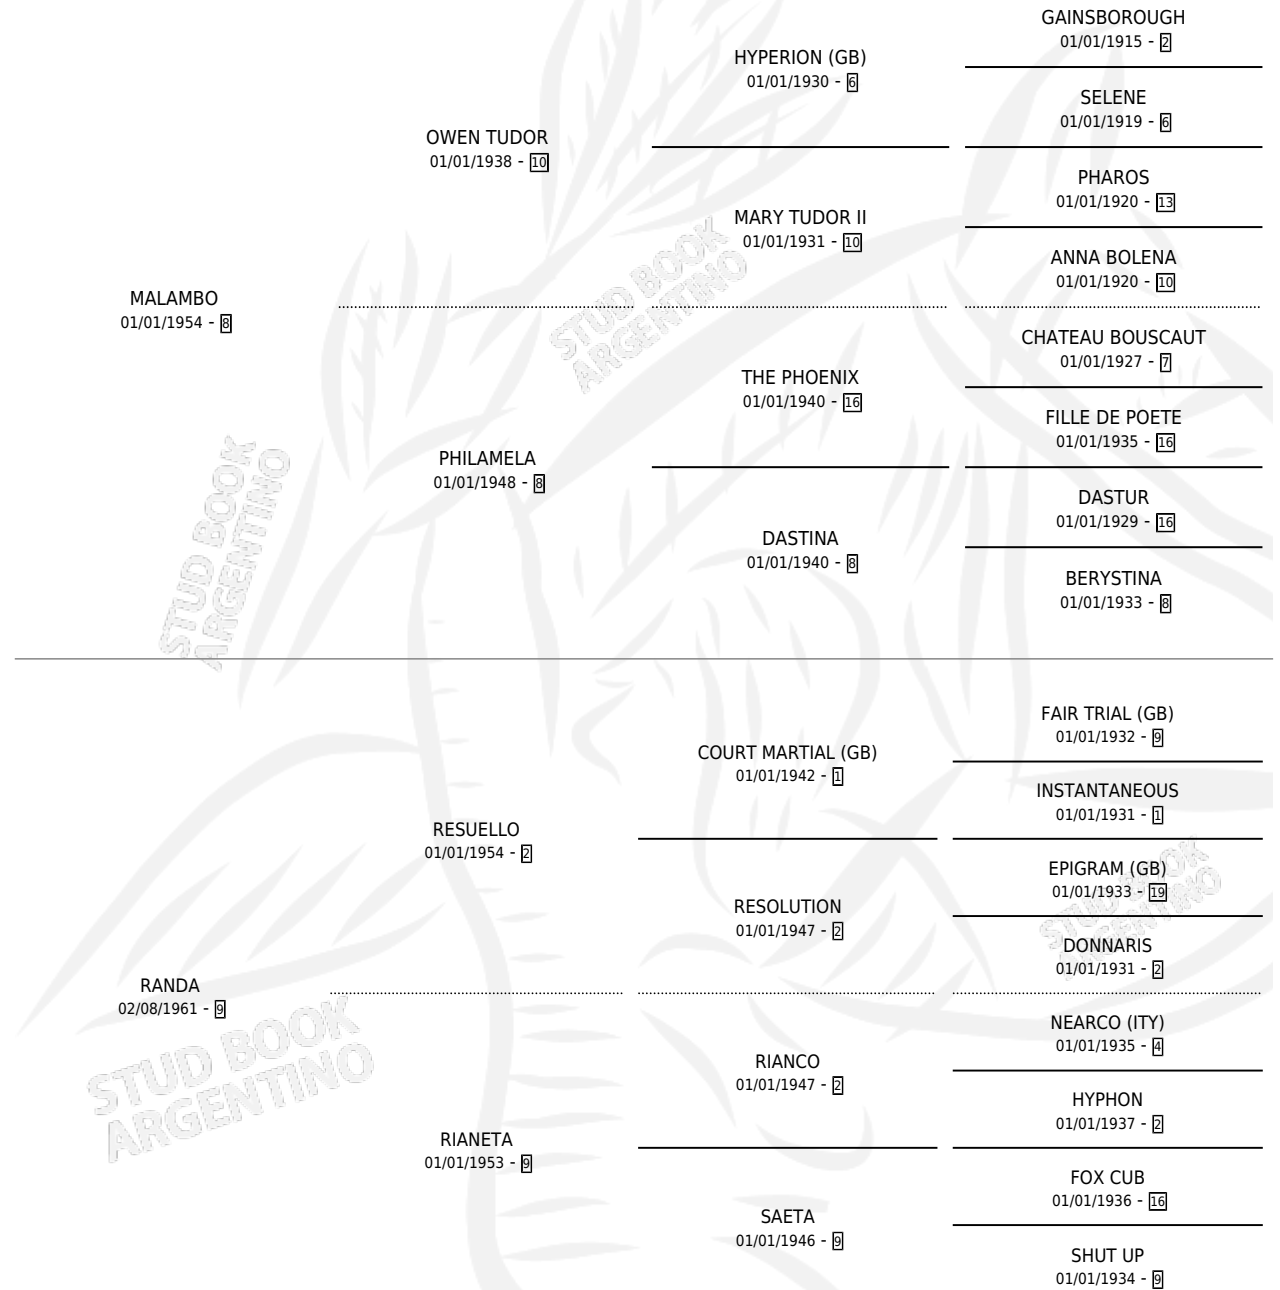 GAINSBOROUGH
01/01/1915 - 2
HYPERION (GB)
01/01/1930 - 6
SELENE
01/01/1919 - 6
OWEN TUDOR
01/01/1938 - 10
PHAROS
01/01/1920 - 13
MARY TUDOR II
01/01/1931 - 10
ANNA BOLENA
01/01/1920 - 10
MALAMBO
01/01/1954 - 8
CHATEAU BOUSCAUT
01/01/1927 - 7
THE PHOENIX
01/01/1940 - 16
FILLE DE POETE
01/01/1935 - 16
PHILAMELA
01/01/1948 - 8
DASTUR
01/01/1929 - 16
DASTINA
01/01/1940 - 8
BERYSTINA
01/01/1933 - 8
STUD BOOK
ARGENTINO
STUD BOOK
ARGENTINO
FAIR TRIAL (GB)
01/01/1932 - 9
COURT MARTIAL (GB)
01/01/1942 - 1
INSTANTANEOUS
01/01/1931 - 1
RESUELLO
01/01/1954 - 2
EPIGRAM (GB)
01/01/1933 - 19
RESOLUTION
01/01/1947 - 2
DONNARIS
01/01/1931 - 2
RANDA
02/08/1961 - 9
NEARCO (ITY)
01/01/1935 - 4
RIANCO
01/01/1947 - 2
HYPHON
01/01/1937 - 2
RIANETA
01/01/1953 - 9
FOX CUB
01/01/1936 - 16
SAETA
01/01/1946 - 9
SHUT UP
01/01/1934 - 9
STUD BOOK
ARGENTINO
STUD BOOK
ARGENTINO